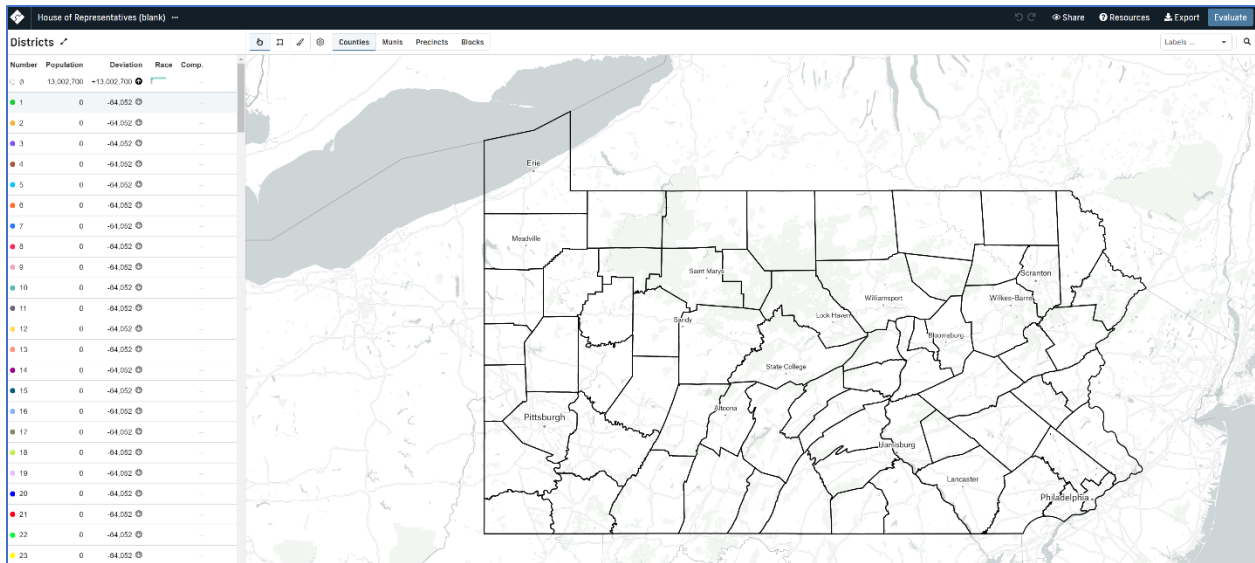 House of Representatives (blank) ···
Share Resources Export Evaluate
Districts
Counties Munis Precincts Blocks
Labels ...
Number Population Deviation Race Comp.
Ø 13,002,700 +13,002,700
1 0 -64,052
2 0 -64,052
3 0 -64,052
4 0 -64,052
5 0 -64,052
6 0 -64,052
7 0 -64,052
8 0 -64,052
9 0 -64,052
10 0 -64,052
11 0 -64,052
12 0 -64,052
13 0 -64,052
14 0 -64,052
15 0 -64,052
16 0 -64,052
17 0 -64,052
18 0 -64,052
19 0 -64,052
20 0 -64,052
21 0 -64,052
22 0 -64,052
23 0 -64,052
Erie
Meadville
Saint Marys
Scranton
Williamsport
Wilkes-Barre
Lock Haven
Sandy
Bloomsburg
State College
Altoona
Pittsburgh
Harrisburg
Lancaster
Philadelphia